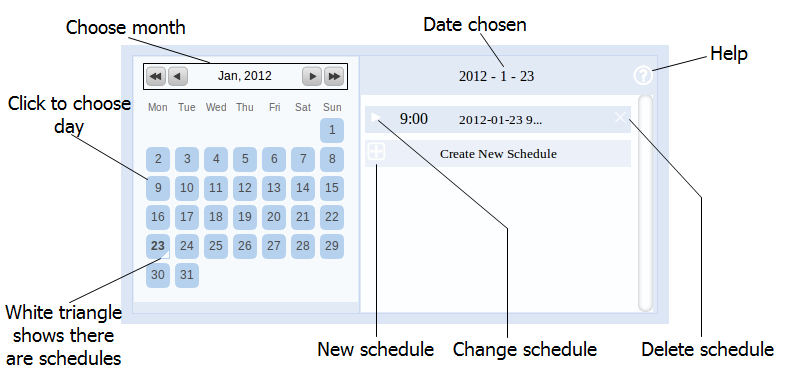 Choose month
Date chosen
Help
Jan, 2012
2012 - 1 - 23
Click to choose
day
Mon Tue Wed Thu Fri Sat Sun
1
2 3 4 5 6 7 8
9 10 11 12 13 14 15
16 17 18 19 20 21 22
23 24 25 26 27 28 29
30 31
9:00 2012-01-23 9...
Create New Schedule
White triangle
shows there
are schedules
New schedule
Change schedule
Delete schedule